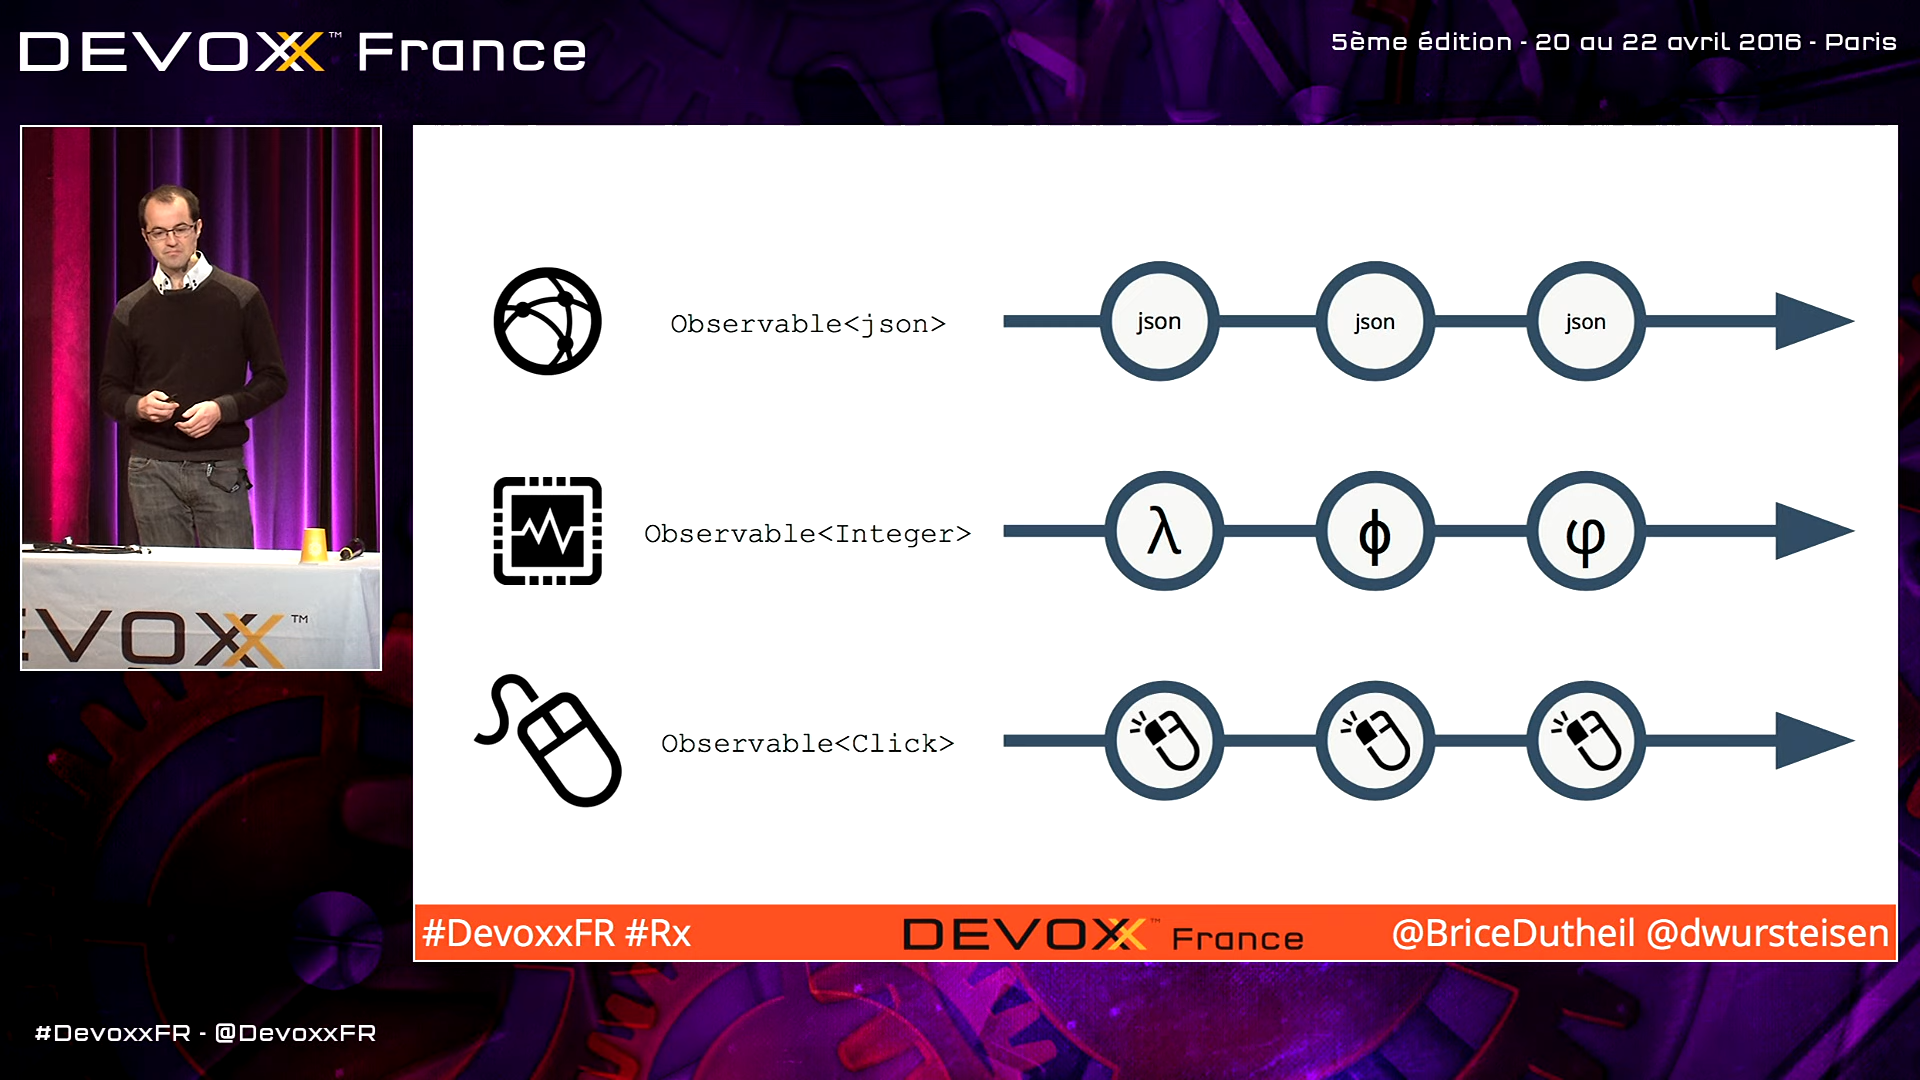 DEVOXX™ France
5ème édition - 20 au 22 avril 2016 - Paris
EVOXX™
Observable<json>
json
json
json
Observable<Integer>
λ
ϕ
φ
Observable<Click>
#DevoxxFR #Rx
DEVOXX™ France
@BriceDutheil @dwursteisen
#DevoxxFR - @DevoxxFR